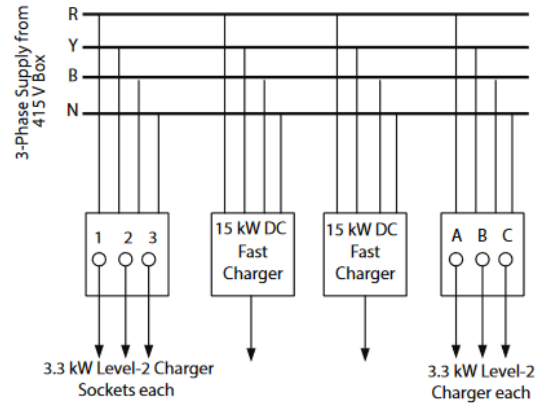 3-Phase Supply from
415 V Box
R
Y
B
N
1 2 3
15 kW DC
Fast
Charger
15 kW DC
Fast
Charger
A B C
3.3 kW Level-2 Charger
Sockets each
3.3 kW Level-2
Charger each